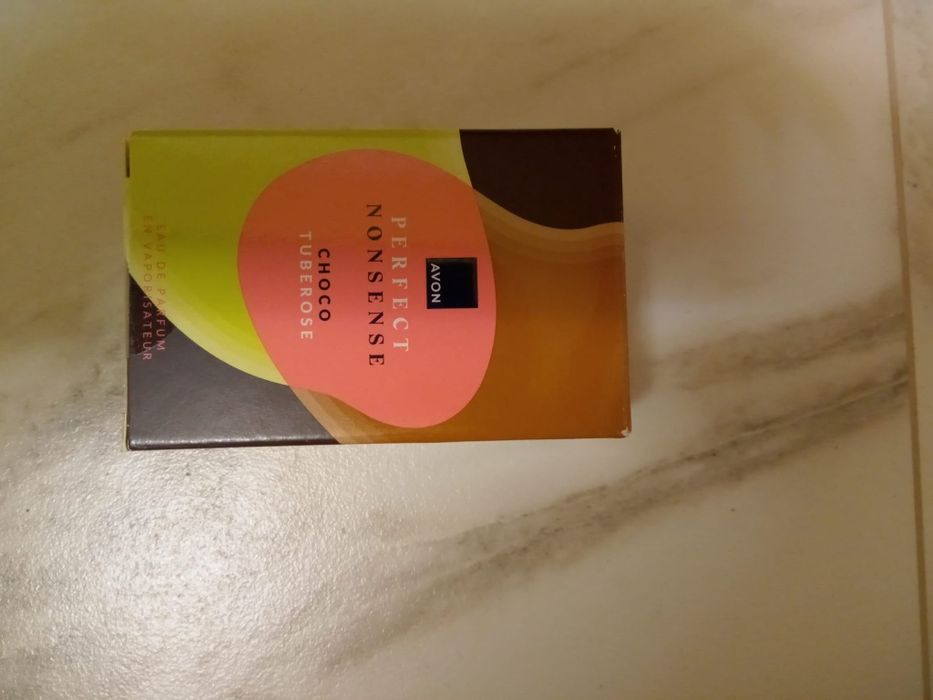 AVON
PERFECT
NONSENSE
CHOCO
TUBEROSE
EAU DE PARFUM
EN VAPORISATEUR